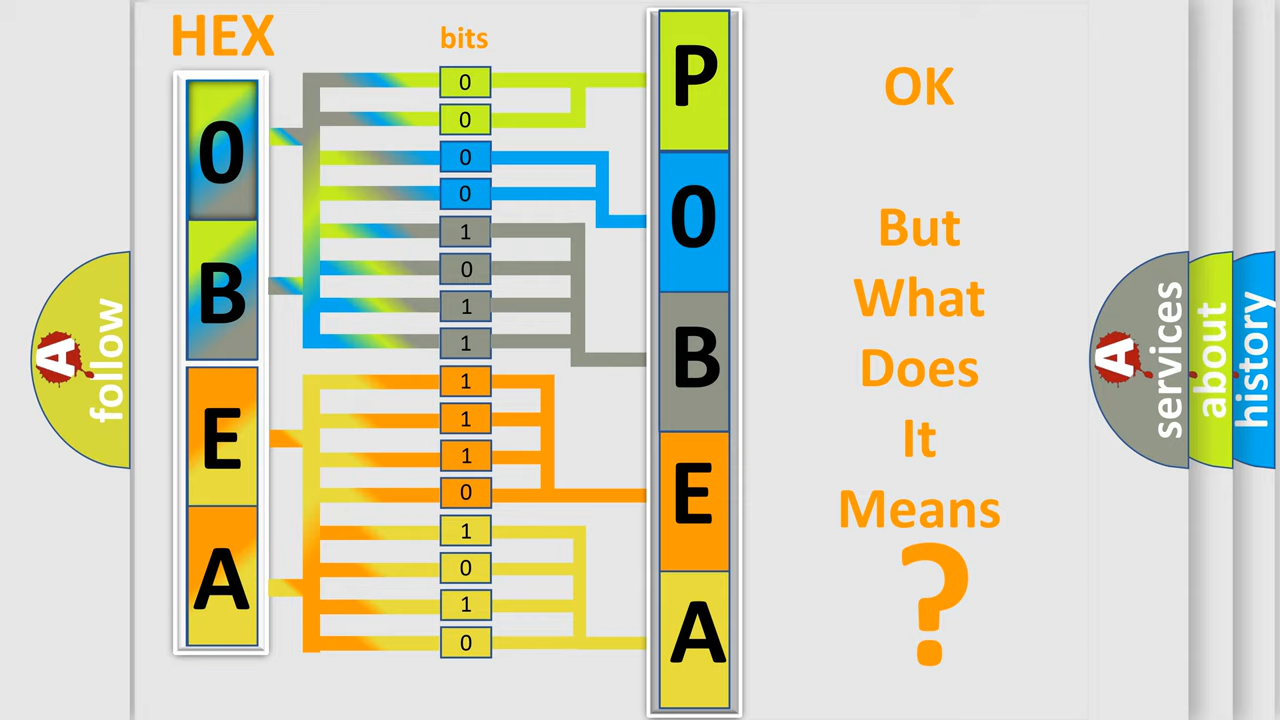 HEX
bits
0
B
E
A
0
0
0
0
1
0
1
1
1
1
1
0
1
0
1
0
P
0
B
E
A
OK
But
What
Does
It
Means
?
A
follow
A
services
about
history